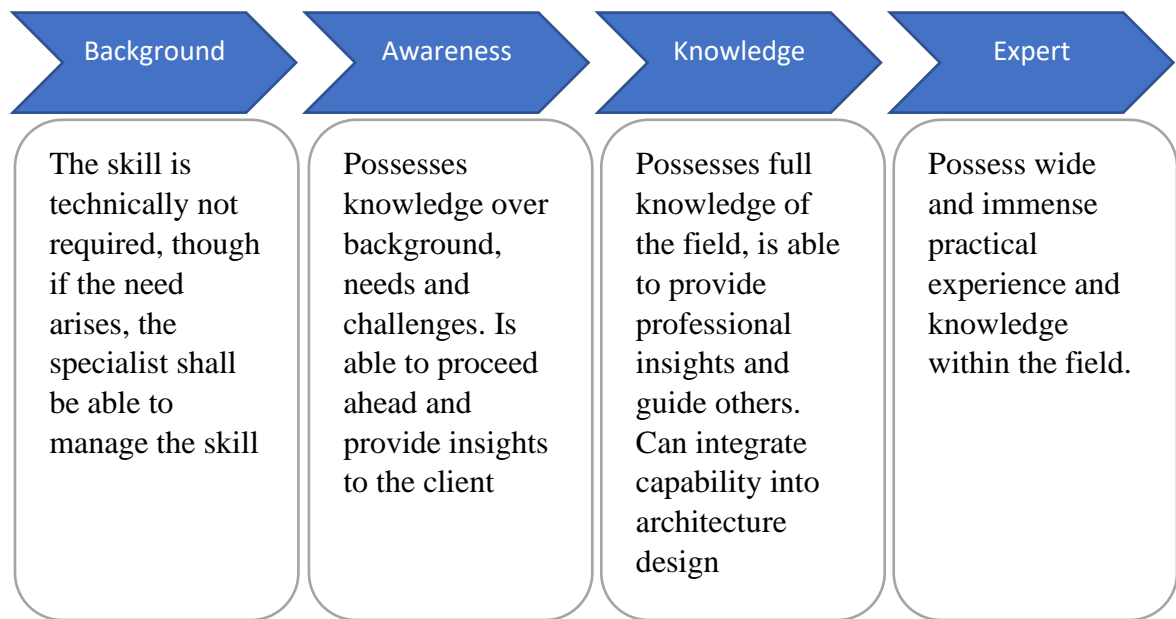 Background
The skill is
technically not
required, though
if the need
arises, the
specialist shall
be able to
manage the skill
Awareness
Possesses
knowledge over
background,
needs and
challenges. Is
able to proceed
ahead and
provide insights
to the client
Knowledge
Possesses full
knowledge of
the field, is able
to provide
professional
insights and
guide others.
Can integrate
capability into
architecture
design
Expert
Possess wide
and immense
practical
experience and
knowledge
within the field.